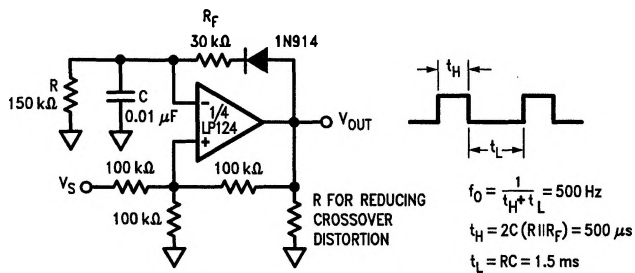 R_F
30 kΩ
1N914
R
150 kΩ
C
0.01 μF
−
+
1/4
LP124
V_OUT
100 kΩ
100 kΩ
V_S
100 kΩ
R FOR REDUCING
CROSSOVER
DISTORTION
t_H
t_L
f_O = 1/(t_H + t_L) = 500 Hz
t_H = 2C (R||R_F) = 500 μs
t_L = RC = 1.5 ms